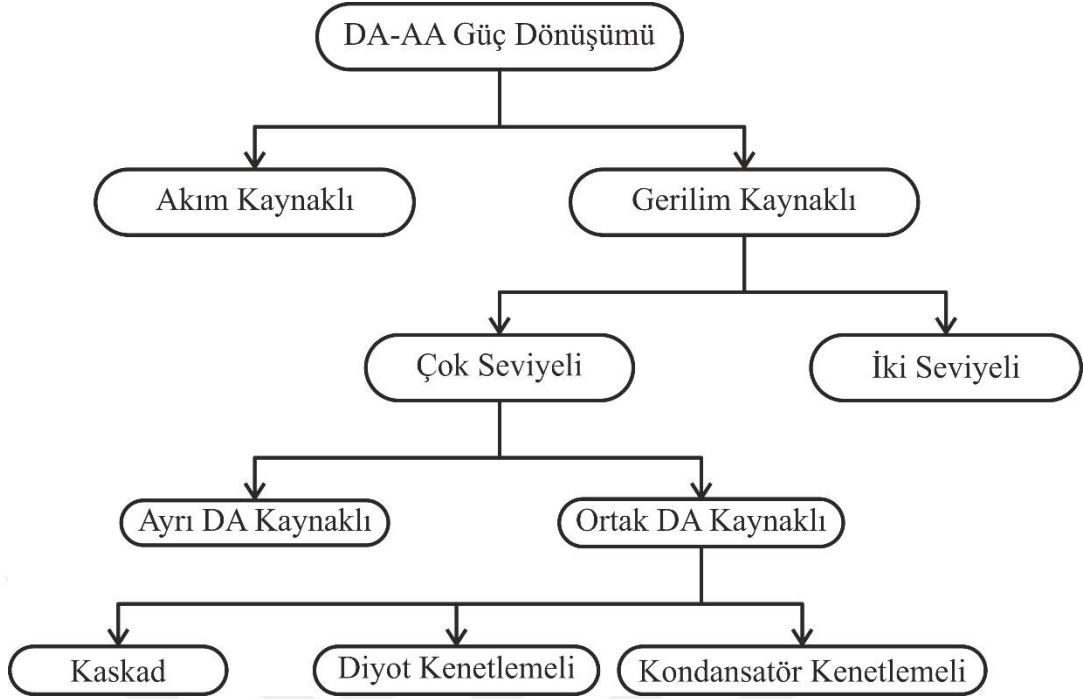 DA-AA Güç Dönüşümü
Akım Kaynaklı
Gerilim Kaynaklı
Çok Seviyeli
İki Seviyeli
Ayrı DA Kaynaklı
Ortak DA Kaynaklı
Kaskad
Diyot Kenetlemeli
Kondansatör Kenetlemeli